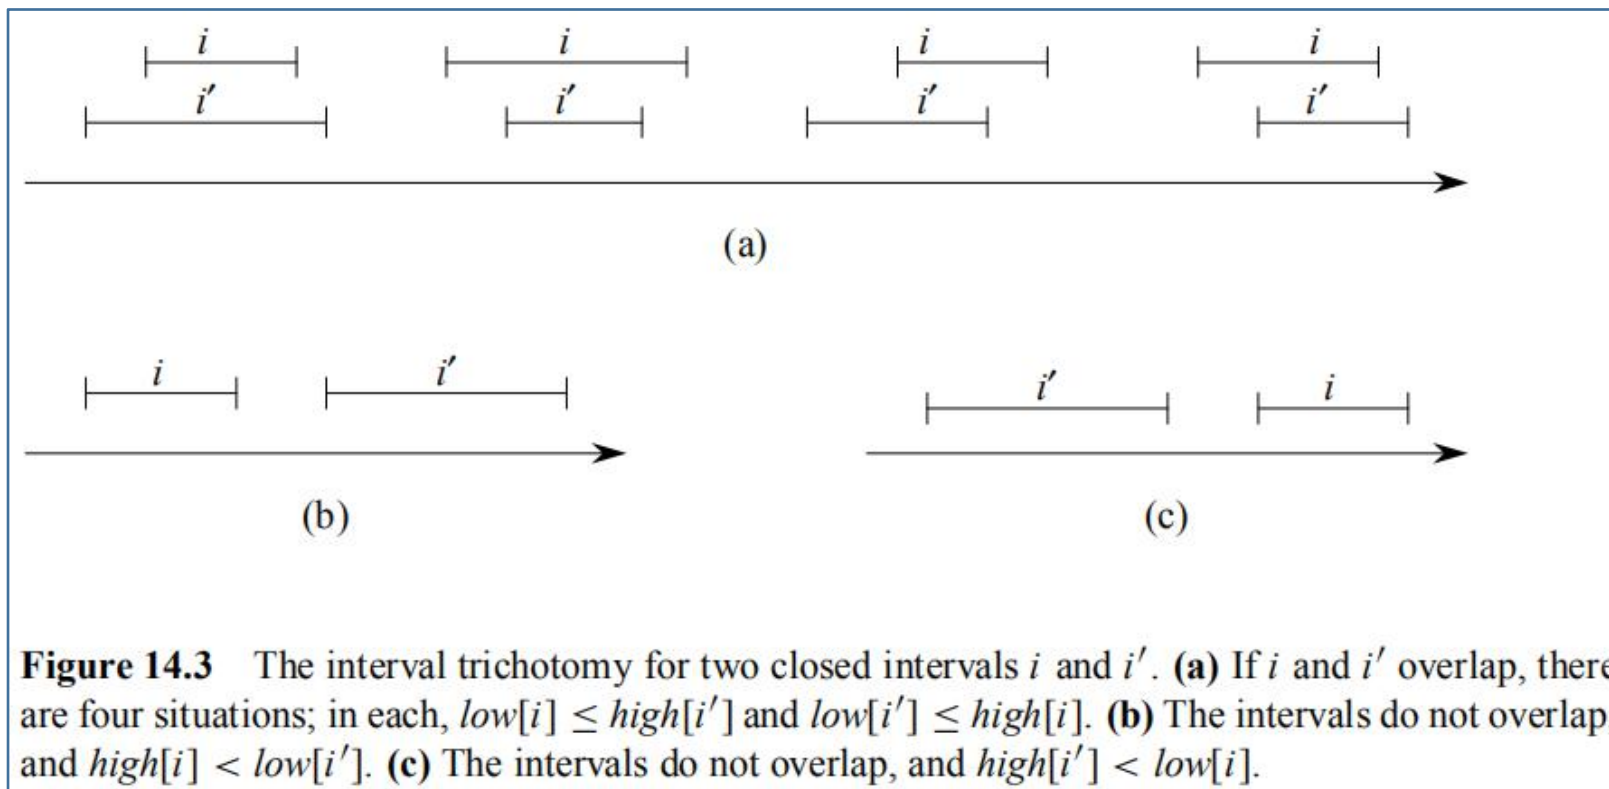 i i i i
i′ i′ i′ i′
(a)
i i′
i′ i
(b) (c)
Figure 14.3 The interval trichotomy for two closed intervals i and i′. (a) If i and i′ overlap, there
are four situations; in each, low[i] ≤ high[i′] and low[i′] ≤ high[i]. (b) The intervals do not overlap,
and high[i] < low[i′]. (c) The intervals do not overlap, and high[i′] < low[i].